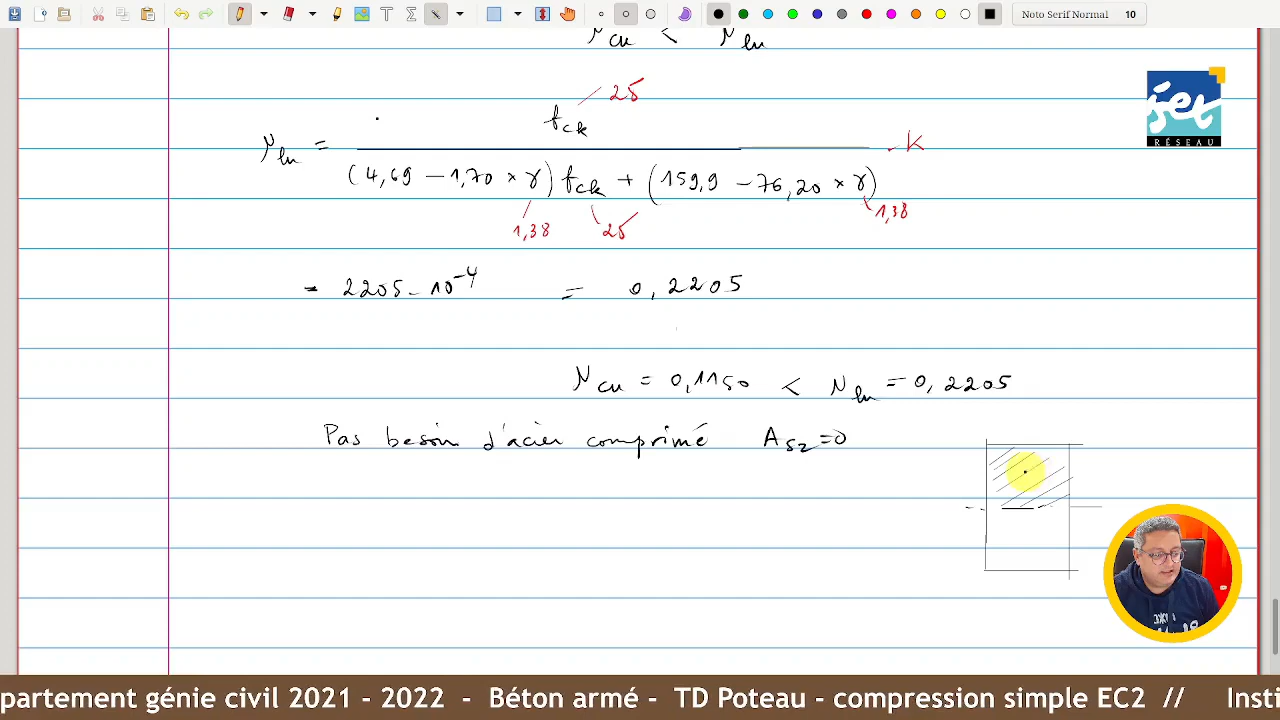 Noto Serif Normal 10
μcu < μlu
25
fck
μlu =
K
(4,69 - 1,70 × γ) fck + (159,9 - 76,20 × γ)
1,38 25 1,38
= 2205 - 10⁻⁴ = 0,2205
μcu = 0,1150 < μlu = 0,2205
Pas besoin d'acier comprimé As2=0
iset
RÉSEAU
partement génie civil 2021 - 2022 - Béton armé - TD Poteau - compression simple EC2 // Insti